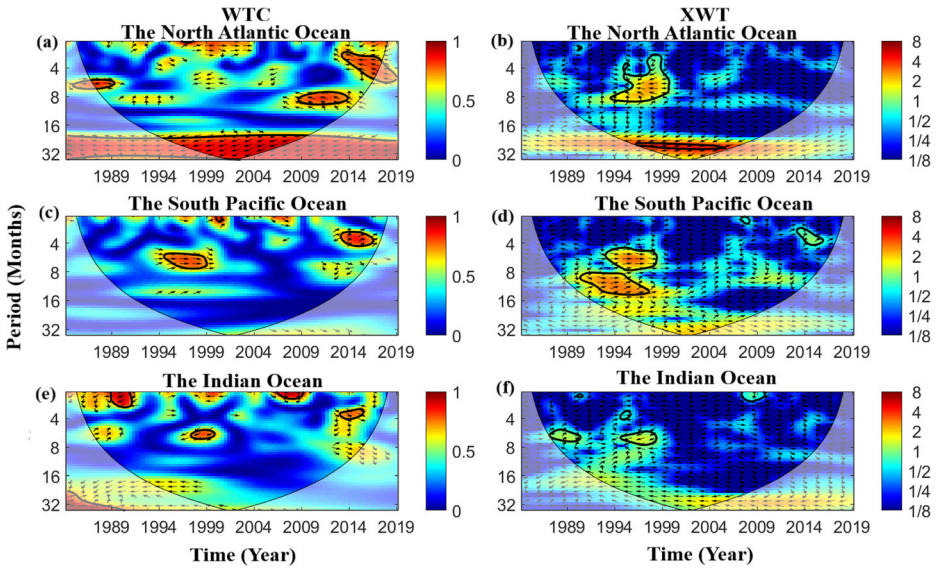 WTC
XWT
(a)
The North Atlantic Ocean
4
8
16
32
1989 1994 1999 2004 2009 2014 2019
1
0.5
0
(b)
The North Atlantic Ocean
4
8
16
32
1989 1995 1999 2004 2009 2014 2019
8
4
2
1
1/2
1/4
1/8
Period (Months)
(c)
The South Pacific Ocean
4
8
16
32
1989 1994 1999 2004 2009 2014 2019
1
0.5
0
(d)
The South Pacific Ocean
4
8
16
32
1989 1995 1999 2004 2009 2014 2019
8
4
2
1
1/2
1/4
1/8
(e)
The Indian Ocean
4
8
16
32
1989 1994 1999 2004 2009 2014 2019
1
0.5
0
Time (Year)
(f)
The Indian Ocean
4
8
16
32
1989 1995 1999 2004 2009 2014 2019
8
4
2
1
1/2
1/4
1/8
Time (Year)